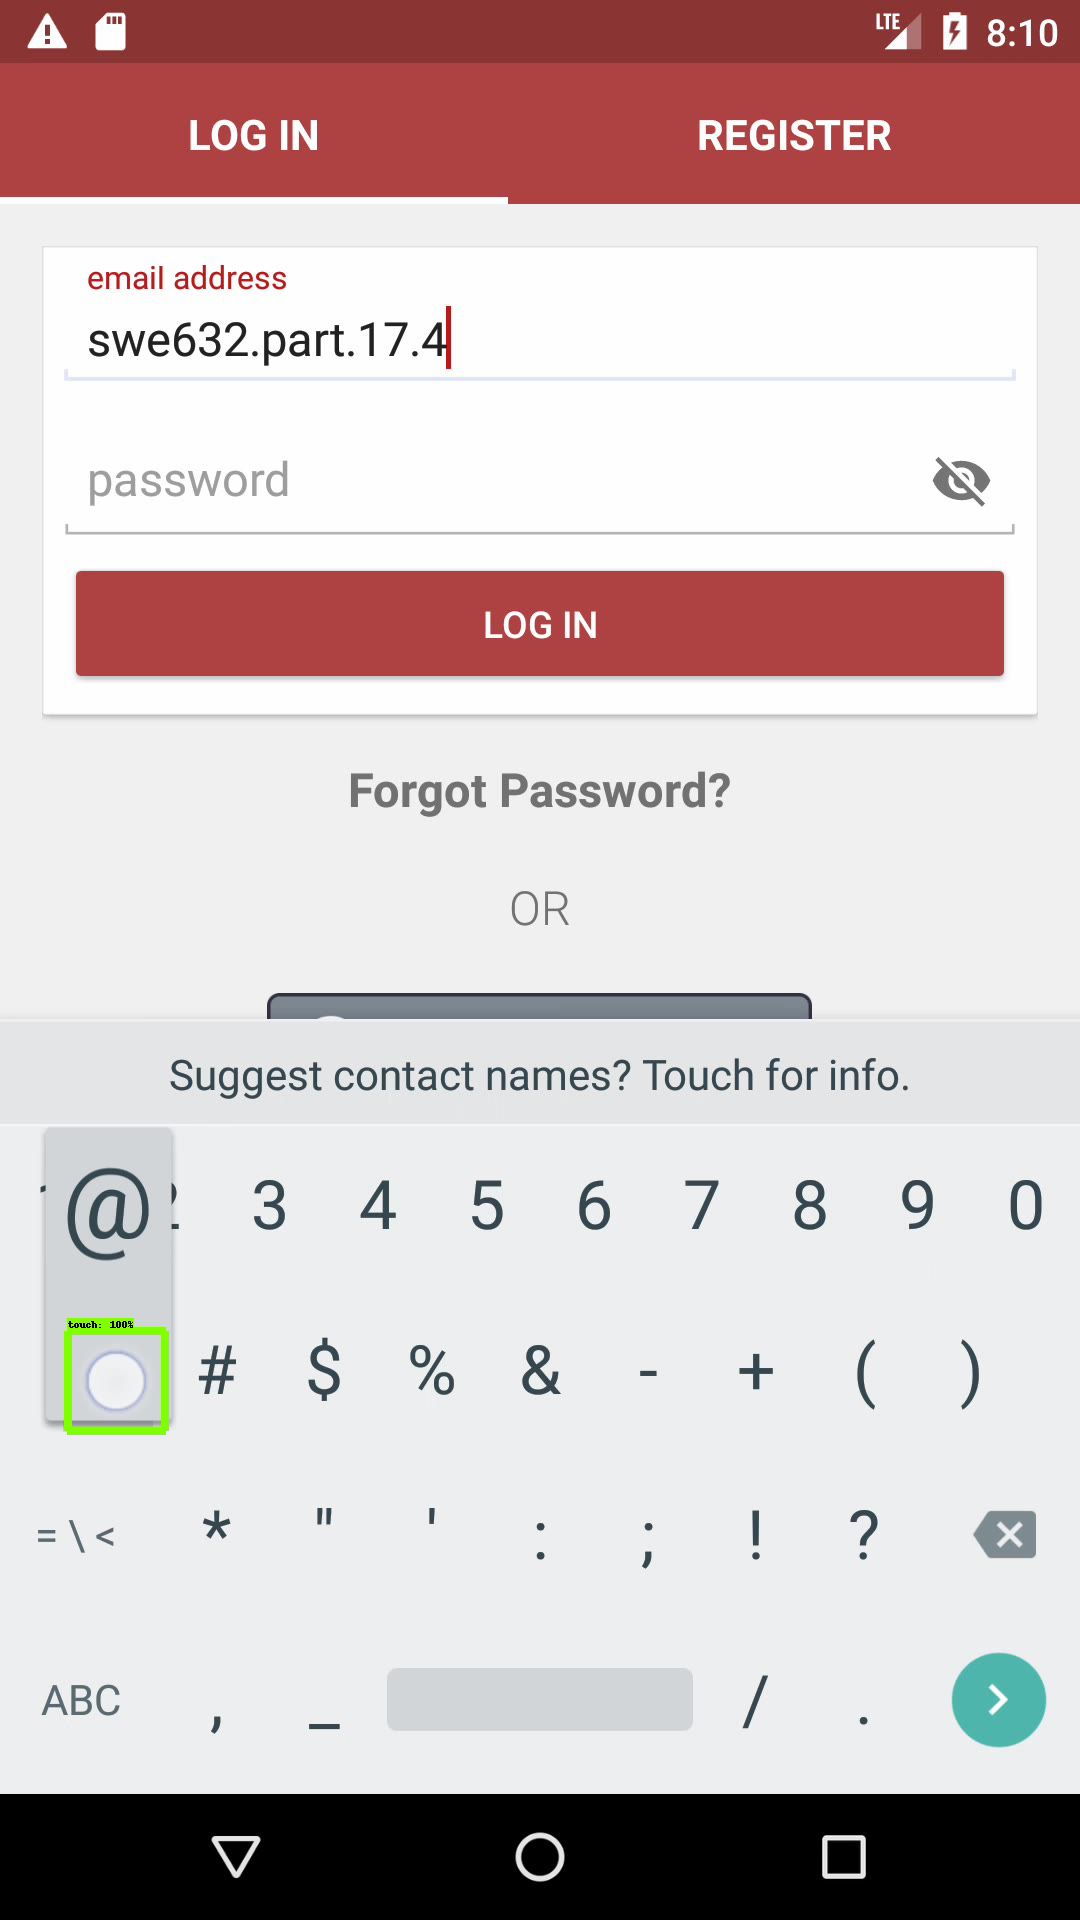 LTE 8:10
LOG IN REGISTER
email address
swe632.part.17.4
password
LOG IN
Forgot Password?
OR
Suggest contact names? Touch for info.
@ 3 4 5 6 7 8 9 0
touch: 100%
# $ % & - + ( )
= \ < * " ' : ; ! ?
ABC , _ / .